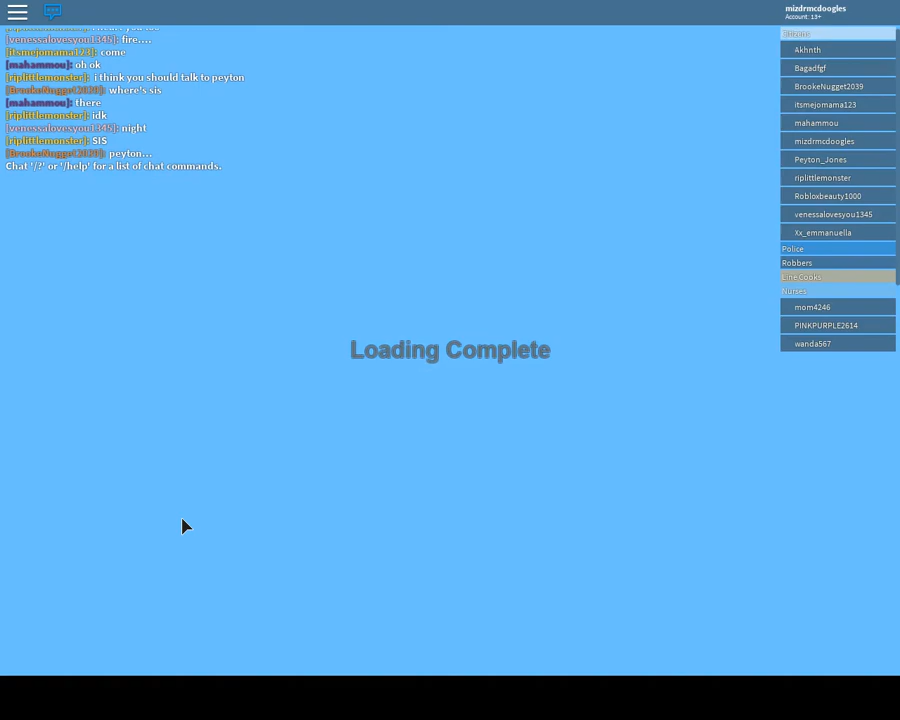 mizdrmcdoogles
Account: 13+
[venessalovesyou1345]: fire....
[itsmejomama123]: come
[mahammou]: oh ok
[riplittlemonster]: i think you should talk to peyton
[BrookeNugget2039]: where's sis
[mahammou]: there
[riplittlemonster]: idk
[venessalovesyou1345]: night
[riplittlemonster]: SIS
[BrookeNugget2039]: peyton...
Chat '/?' or '/help' for a list of chat commands.
Loading Complete
Citizens
Akhnth
Bagadfgf
BrookeNugget2039
itsmejomama123
mahammou
mizdrmcdoogles
Peyton_Jones
riplittlemonster
Robloxbeauty1000
venessalovesyou1345
Xx_emmanuella
Police
Robbers
Line Cooks
Nurses
mom4246
PINKPURPLE2614
wanda567